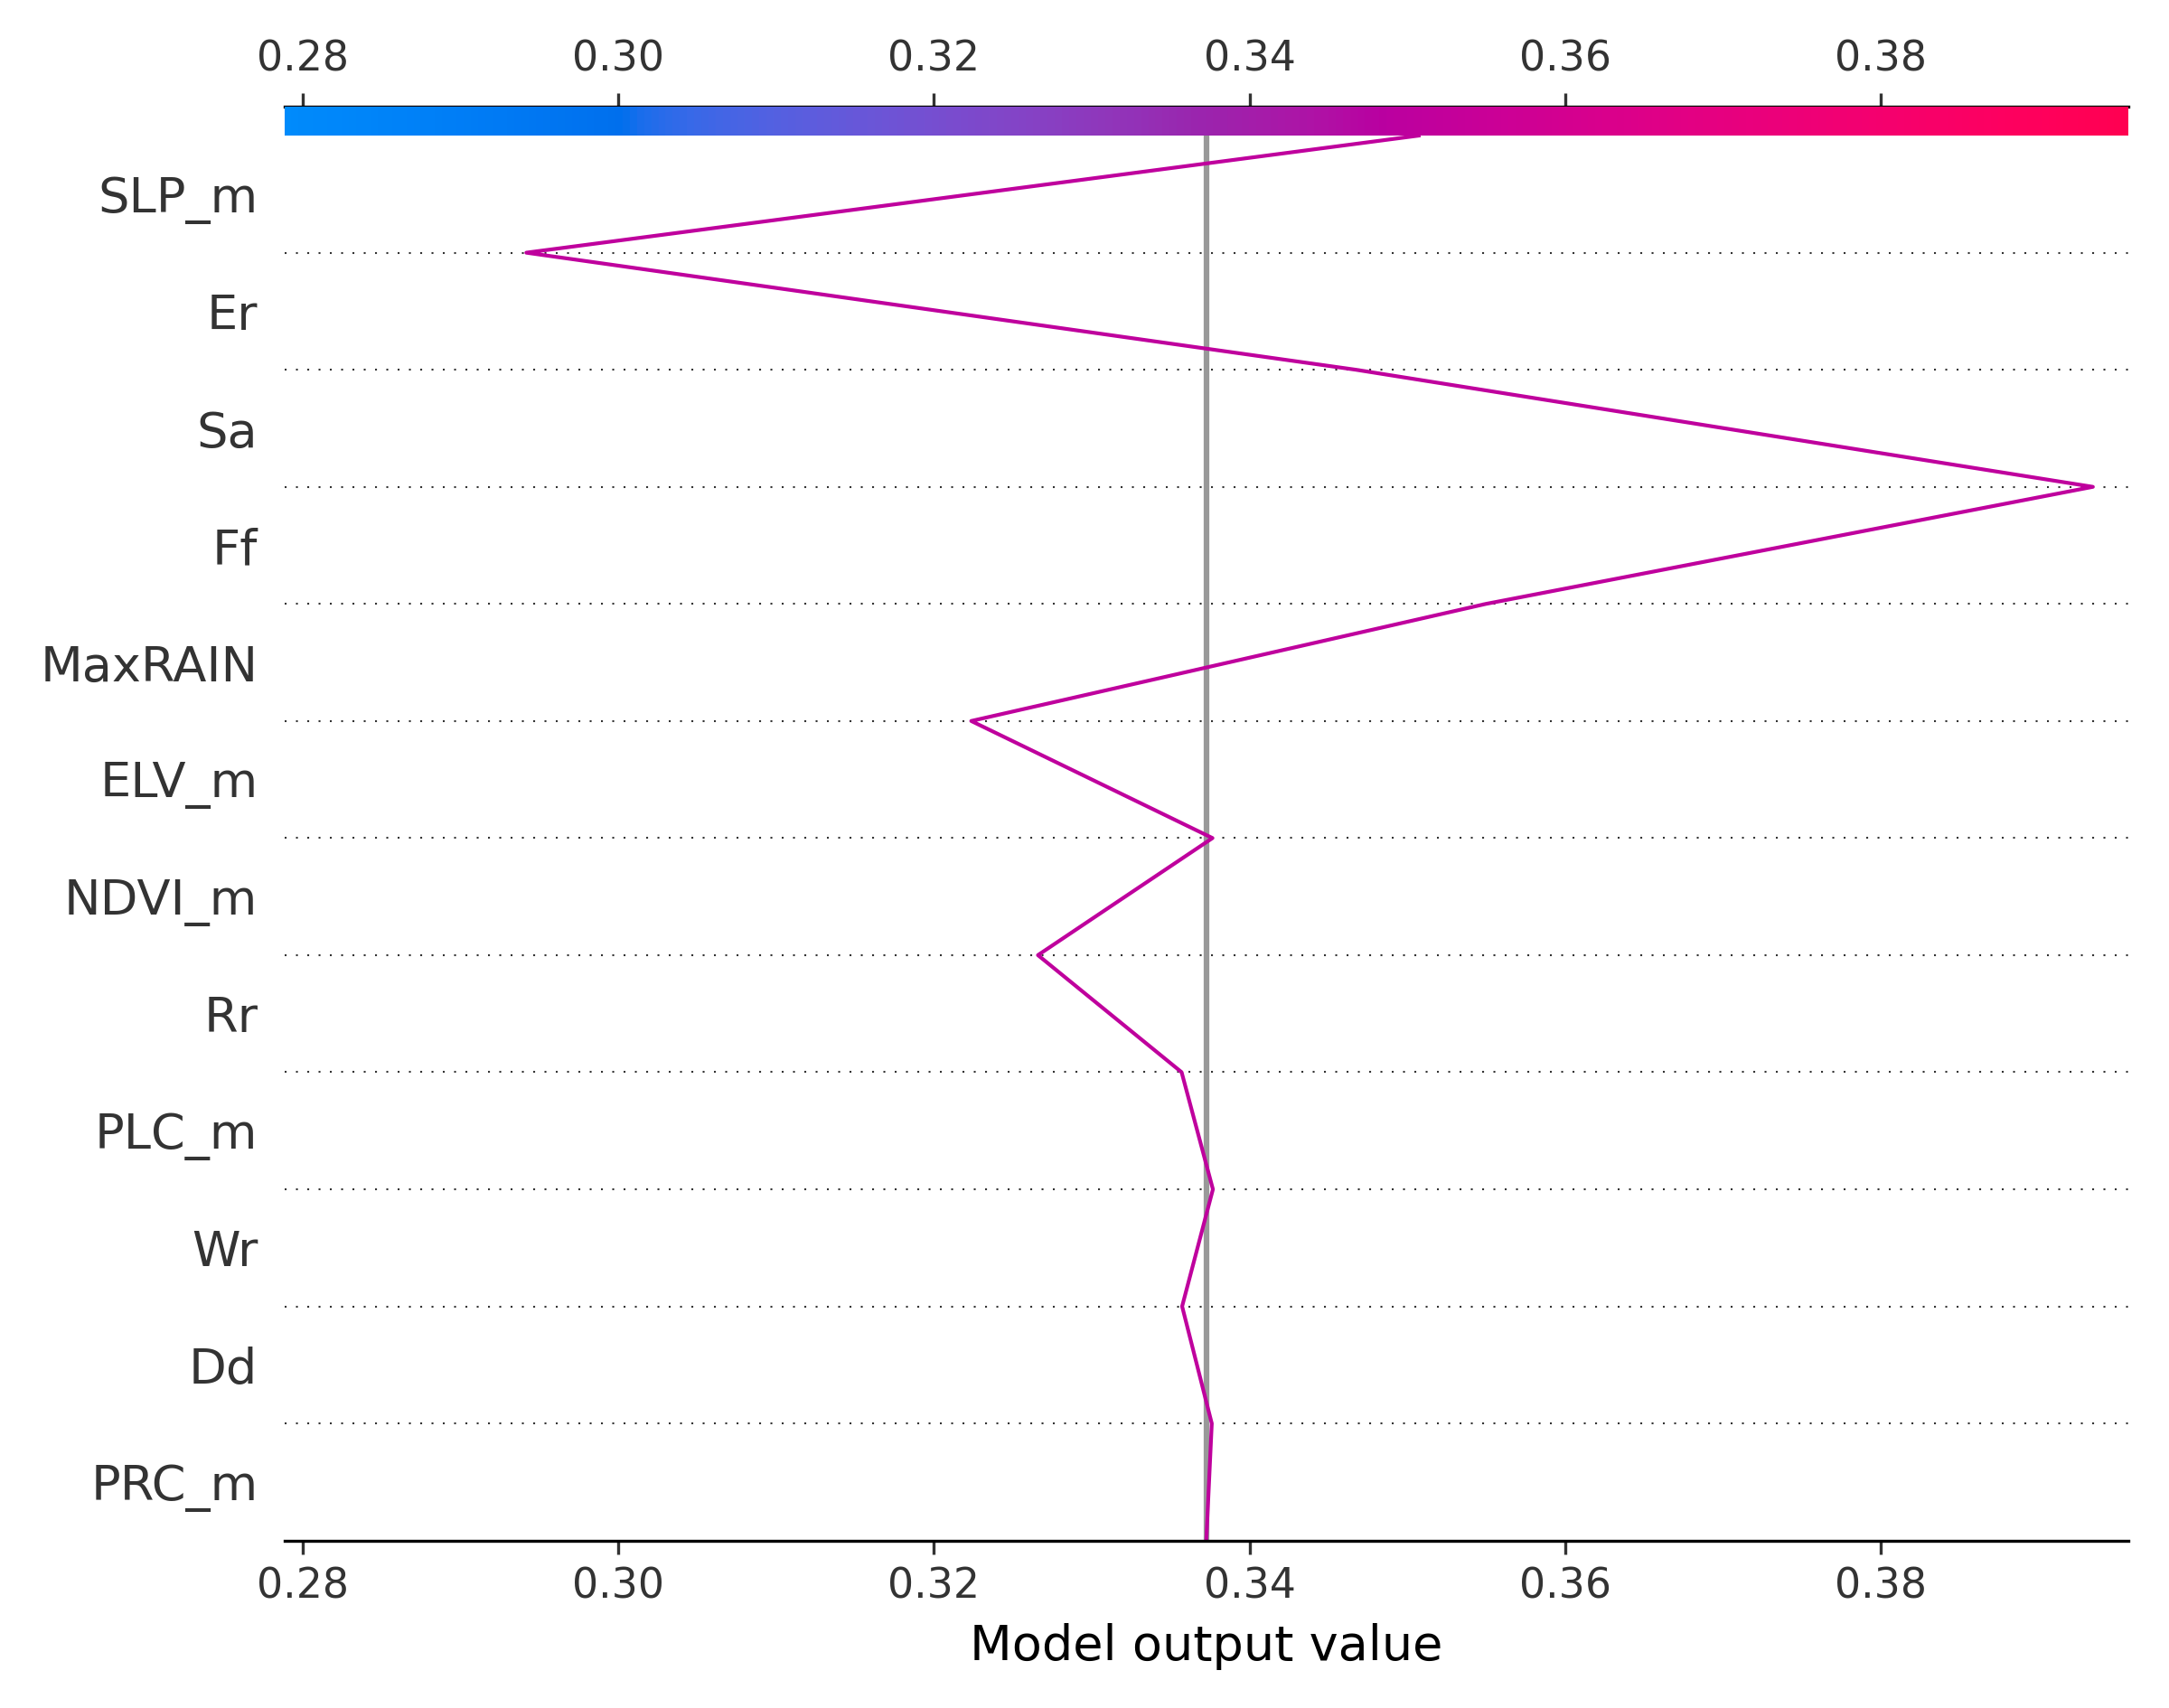 0.28 0.30 0.32 0.34 0.36 0.38
SLP_m
Er
Sa
Ff
MaxRAIN
ELV_m
NDVI_m
Rr
PLC_m
Wr
Dd
PRC_m
0.28 0.30 0.32 0.34 0.36 0.38
Model output value